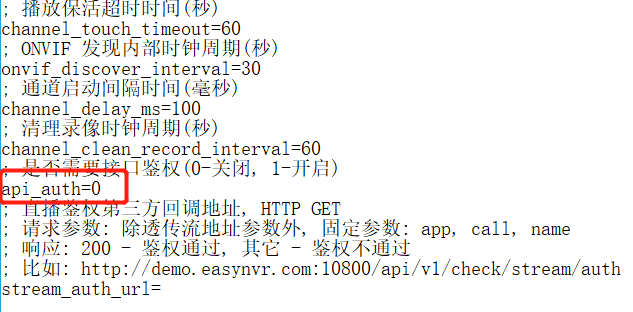 ; 播放保活超时时间(秒)
channel_touch_timeout=60
; ONVIF 发现内部时钟周期(秒)
onvif_discover_interval=30
; 通道启动间隔时间(毫秒)
channel_delay_ms=100
; 清理录像时钟周期(秒)
channel_clean_record_interval=60
; 是否需要接口鉴权(0-关闭, 1-开启)
api_auth=0
; 直播鉴权第三方回调地址, HTTP GET
; 请求参数: 除透传流地址参数外, 固定参数: app, call, name
; 响应: 200 - 鉴权通过, 其它 - 鉴权不通过
; 比如: http://demo.easynvr.com:10800/api/v1/check/stream/auth
stream_auth_url=